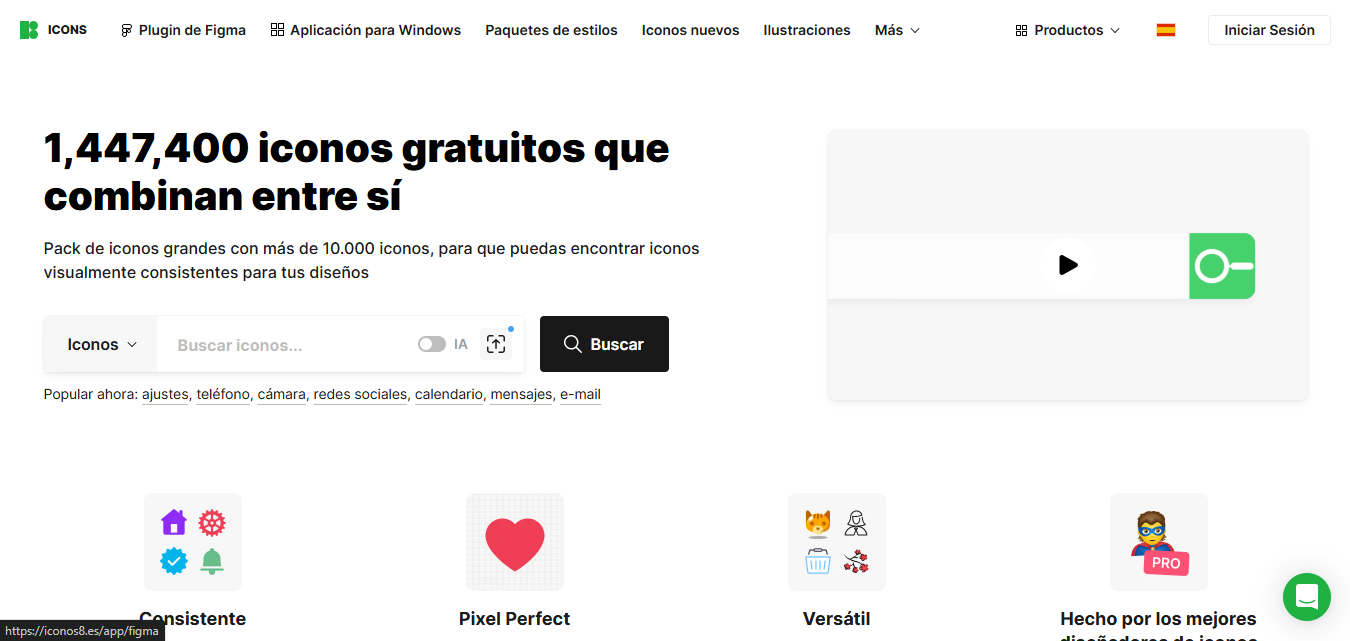 ICONS Plugin de Figma Aplicación para Windows Paquetes de estilos Iconos nuevos Ilustraciones Más Productos Iniciar Sesión
1,447,400 iconos gratuitos que
combinan entre sí
Pack de iconos grandes con más de 10.000 iconos, para que puedas encontrar iconos
visualmente consistentes para tus diseños
Iconos Buscar iconos... IA Buscar
Popular ahora: ajustes, teléfono, cámara, redes sociales, calendario, mensajes, e-mail
PRO
Consistente Pixel Perfect Versátil Hecho por los mejores
diseñadores de iconos
https://iconos8.es/app/figma